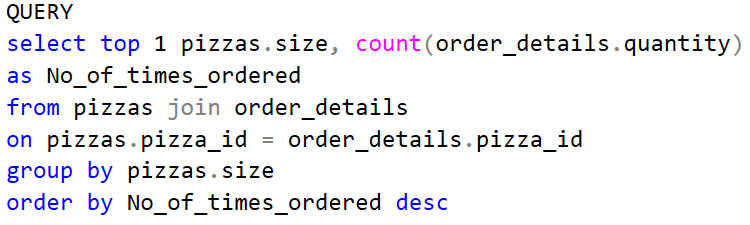 QUERY
select top 1 pizzas.size, count(order_details.quantity)
as No_of_times_ordered
from pizzas join order_details
on pizzas.pizza_id = order_details.pizza_id
group by pizzas.size
order by No_of_times_ordered desc